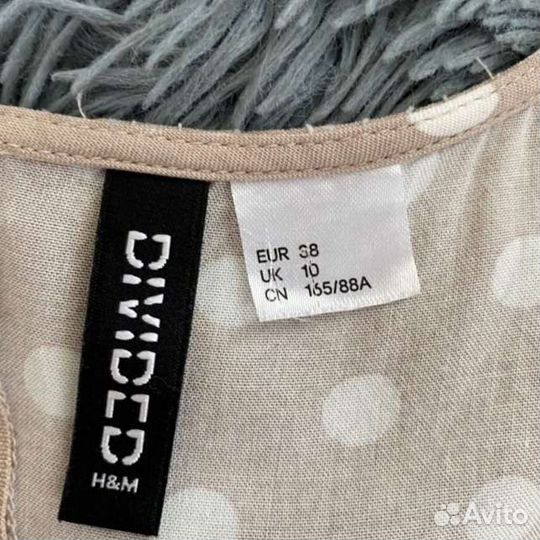 DIVIDED
H&M
EUR 38
UK 10
CN 165/88A
Avito